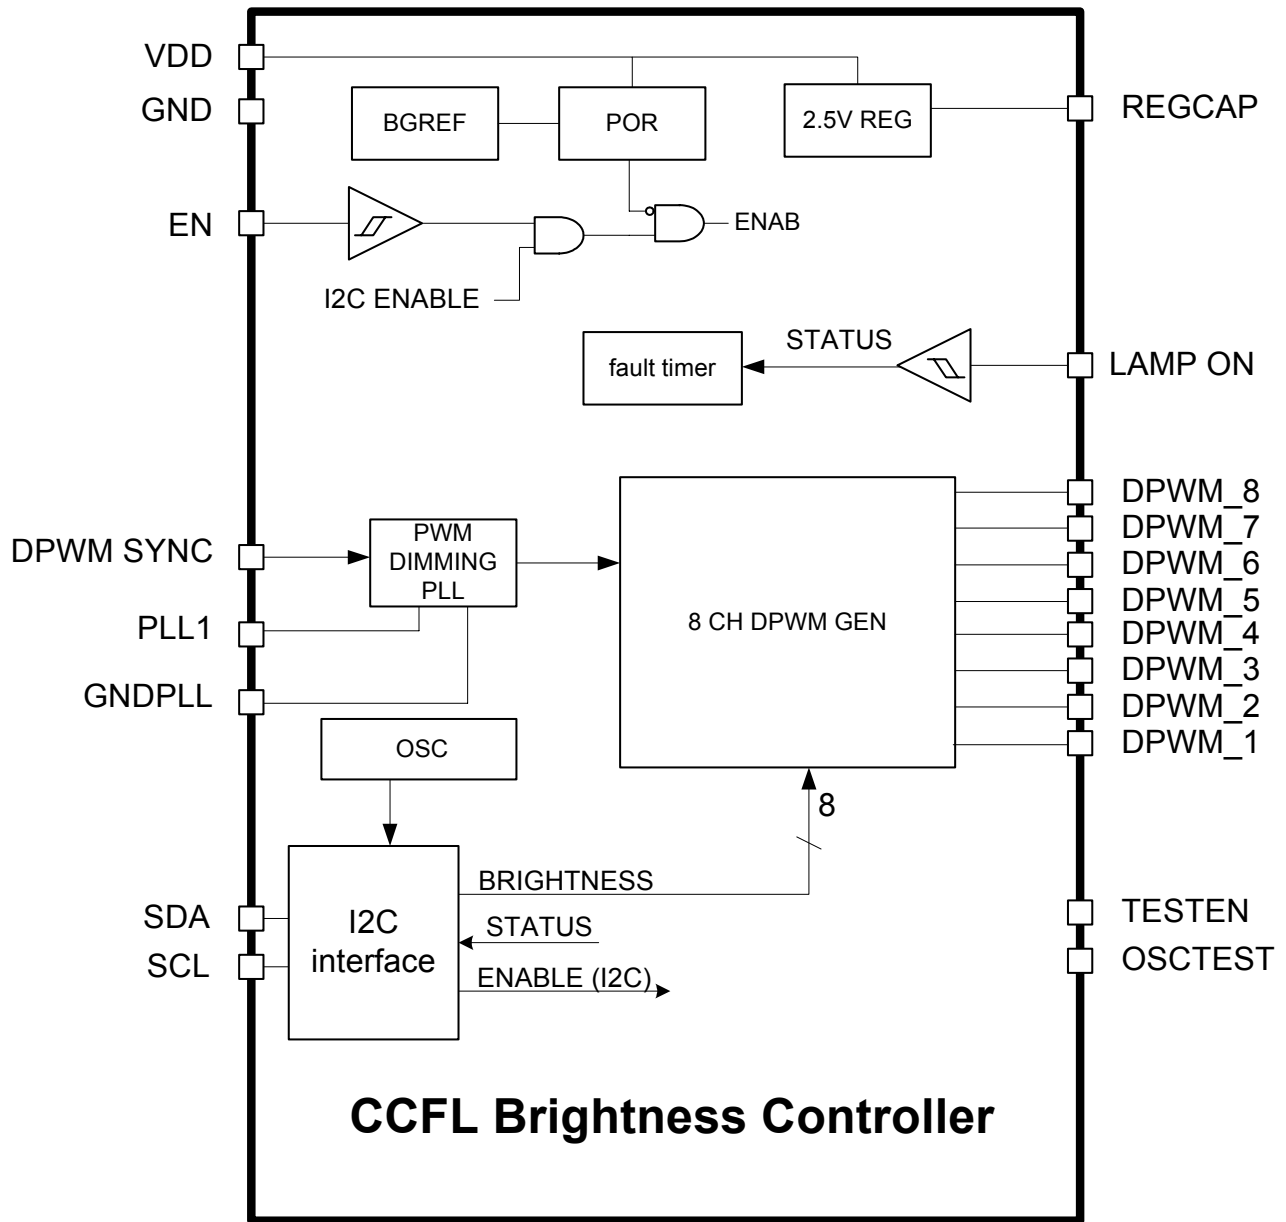 VDD
GND
BGREF
POR
2.5V REG
REGCAP
EN
ENAB
I2C ENABLE
STATUS
fault timer
LAMP ON
DPWM_8
DPWM_7
DPWM_6
DPWM_5
DPWM_4
DPWM_3
DPWM_2
DPWM_1
DPWM SYNC
PWM
DIMMING
PLL
8 CH DPWM GEN
PLL1
GNDPLL
OSC
8
BRIGHTNESS
SDA
I2C
interface
STATUS
SCL
ENABLE (I2C)
TESTEN
OSCTEST
CCFL Brightness Controller